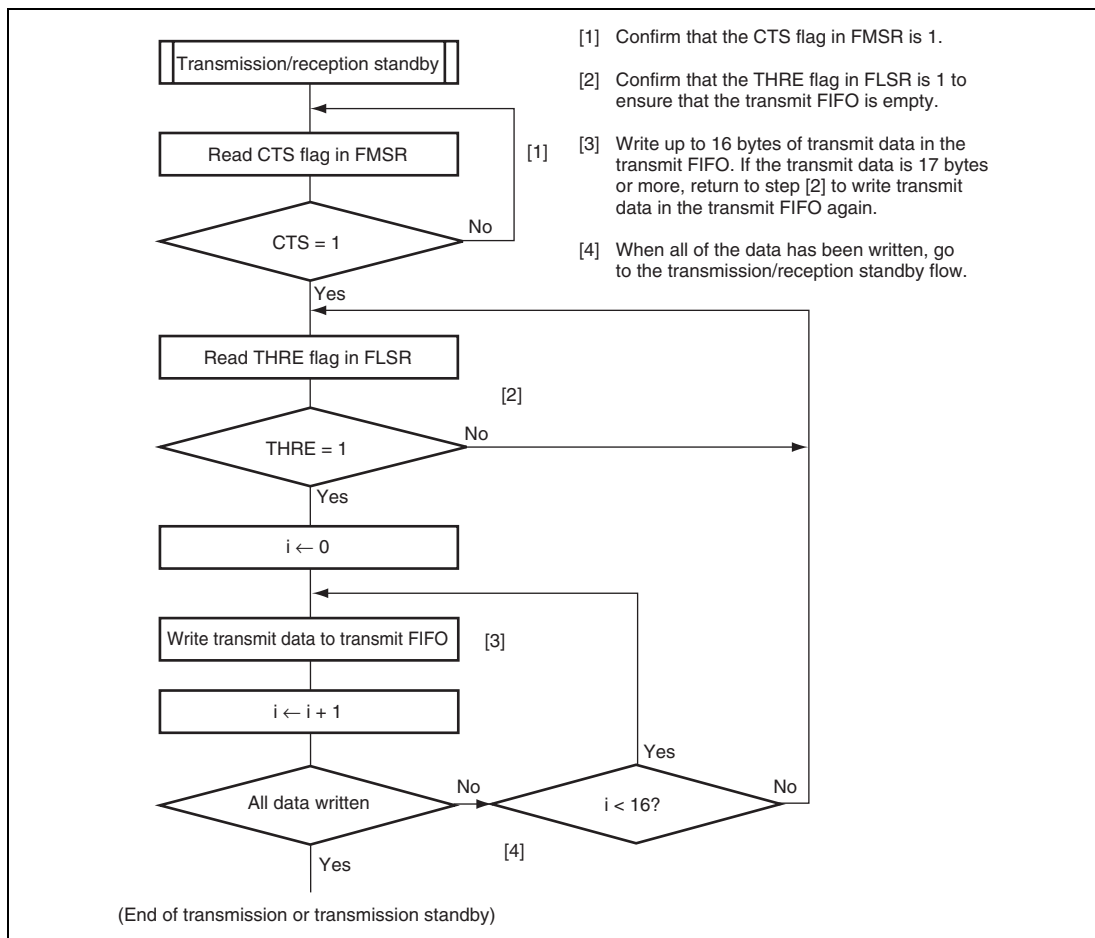 Transmission/reception standby
Read CTS flag in FMSR
[1]
CTS = 1
No
Yes
Read THRE flag in FLSR
[2]
THRE = 1
No
Yes
i ← 0
Write transmit data to transmit FIFO
[3]
i ← i + 1
All data written
No
i < 16?
Yes
No
[4]
Yes
(End of transmission or transmission standby)
[1] Confirm that the CTS flag in FMSR is 1.
[2] Confirm that the THRE flag in FLSR is 1 to
ensure that the transmit FIFO is empty.
[3] Write up to 16 bytes of transmit data in the
transmit FIFO. If the transmit data is 17 bytes
or more, return to step [2] to write transmit
data in the transmit FIFO again.
[4] When all of the data has been written, go
to the transmission/reception standby flow.